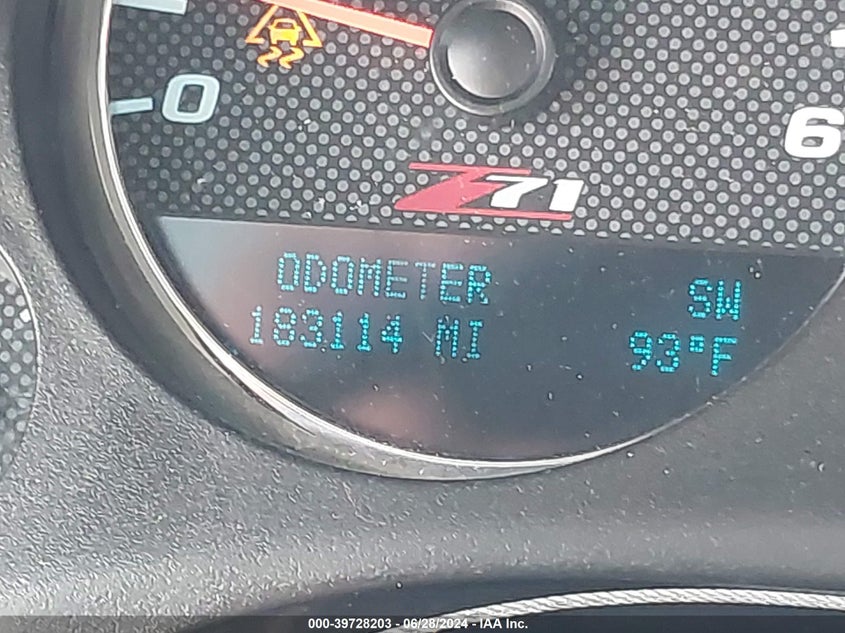 0
6
Z71
ODOMETER SW
183114 MI 93°F
000-39728203 - 06/28/2024 - IAA Inc.